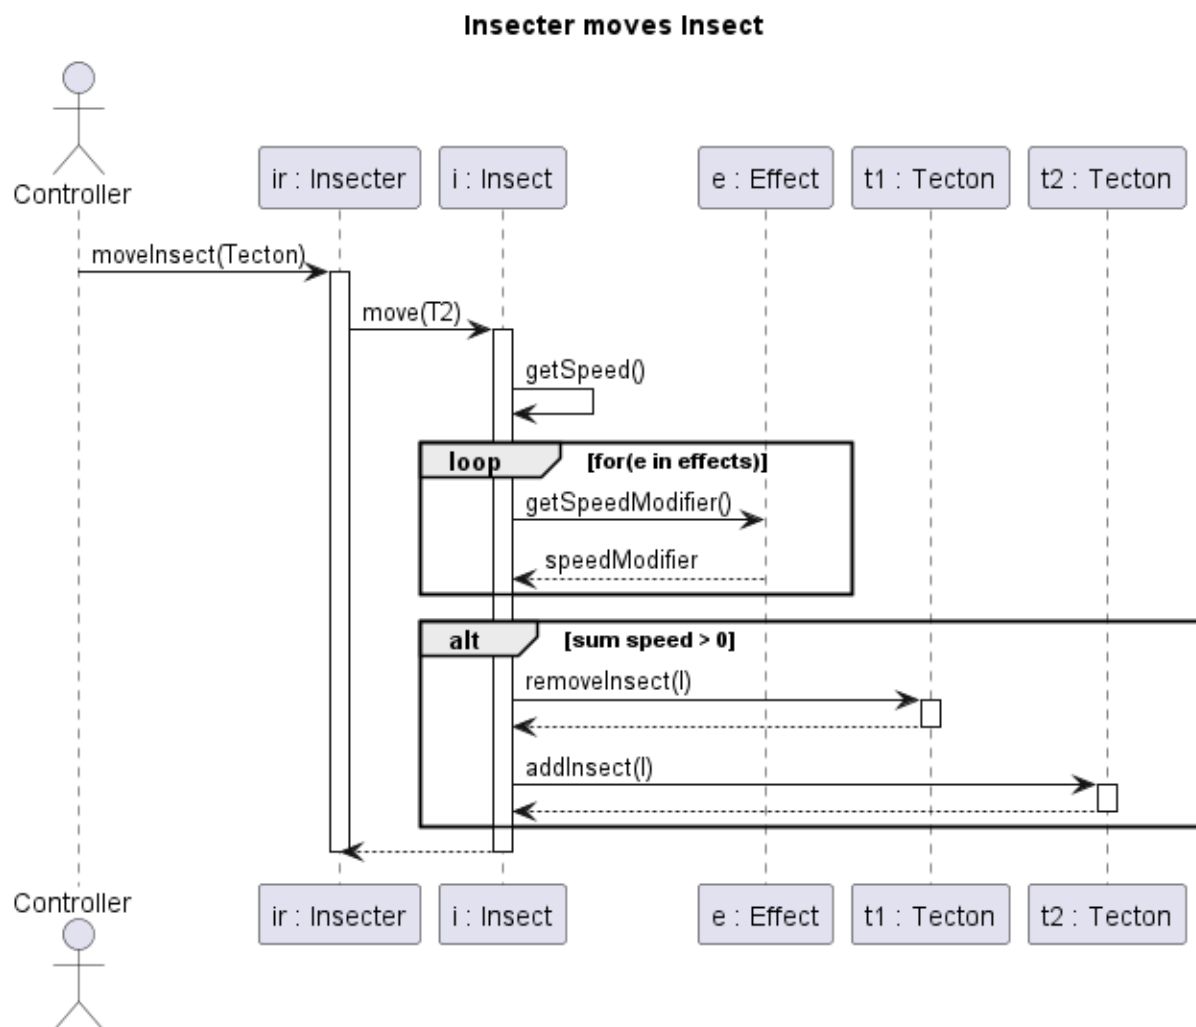 Insecter moves Insect
Controller
ir : Insecter
i : Insect
e : Effect
t1 : Tecton
t2 : Tecton
moveInsect(Tecton)
move(T2)
getSpeed()
loop
[for(e in effects)]
getSpeedModifier()
speedModifier
alt
[sum speed > 0]
removeInsect(I)
addInsect(I)
Controller
ir : Insecter
i : Insect
e : Effect
t1 : Tecton
t2 : Tecton